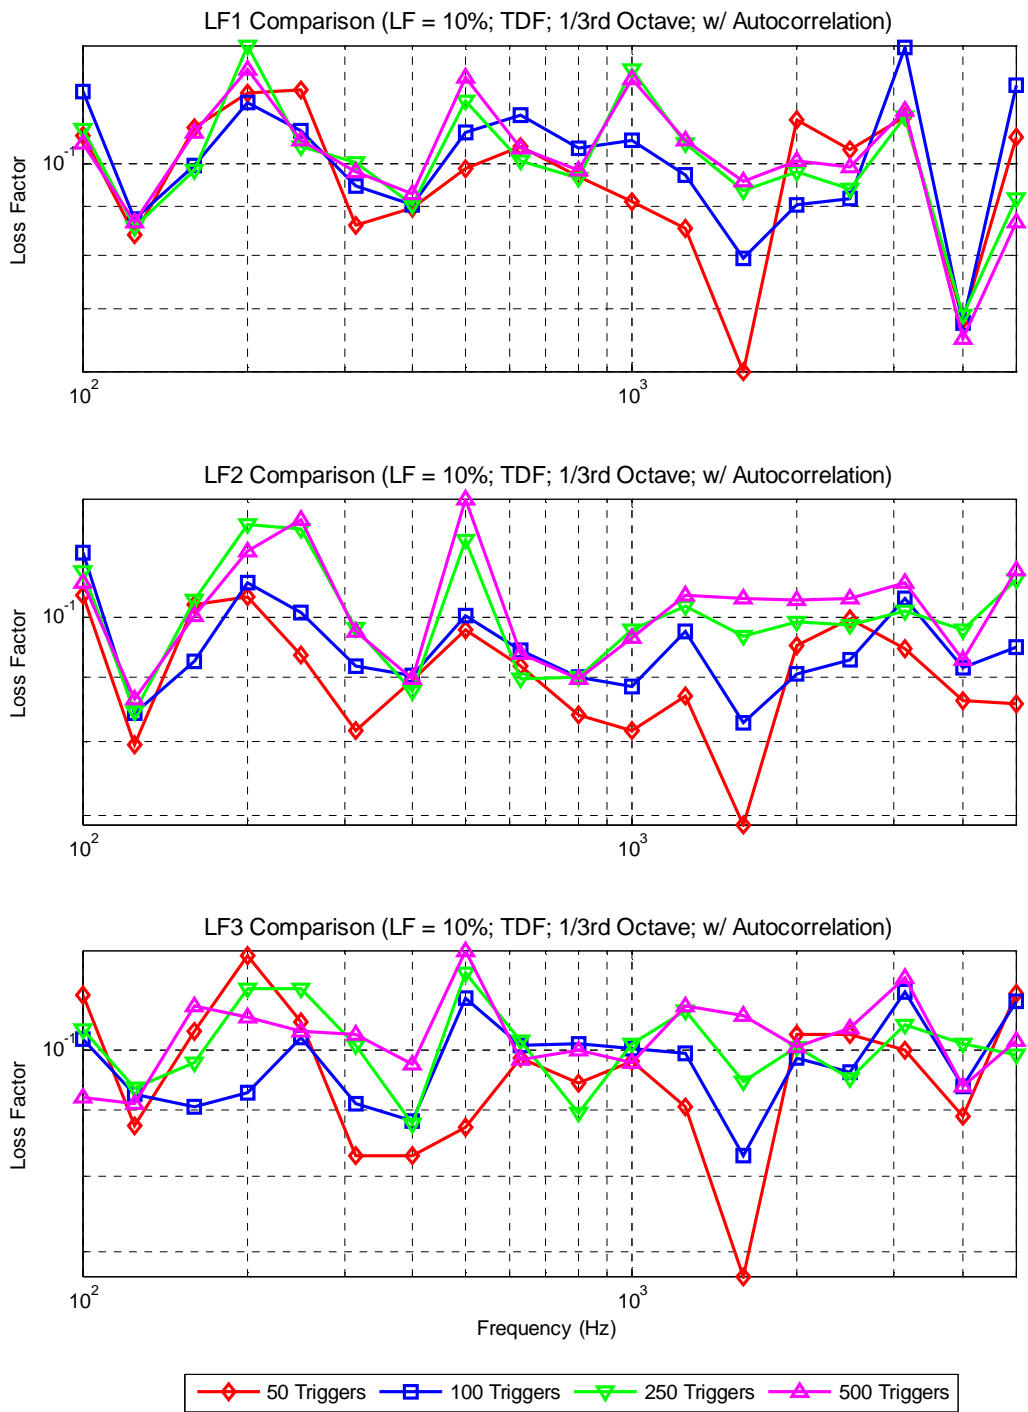 LF1 Comparison (LF = 10%; TDF; 1/3rd Octave; w/ Autocorrelation)
10^-1
Loss Factor
10^2
10^3
LF2 Comparison (LF = 10%; TDF; 1/3rd Octave; w/ Autocorrelation)
10^-1
Loss Factor
10^2
10^3
LF3 Comparison (LF = 10%; TDF; 1/3rd Octave; w/ Autocorrelation)
10^-1
Loss Factor
10^2
10^3
Frequency (Hz)
50 Triggers 100 Triggers 250 Triggers 500 Triggers